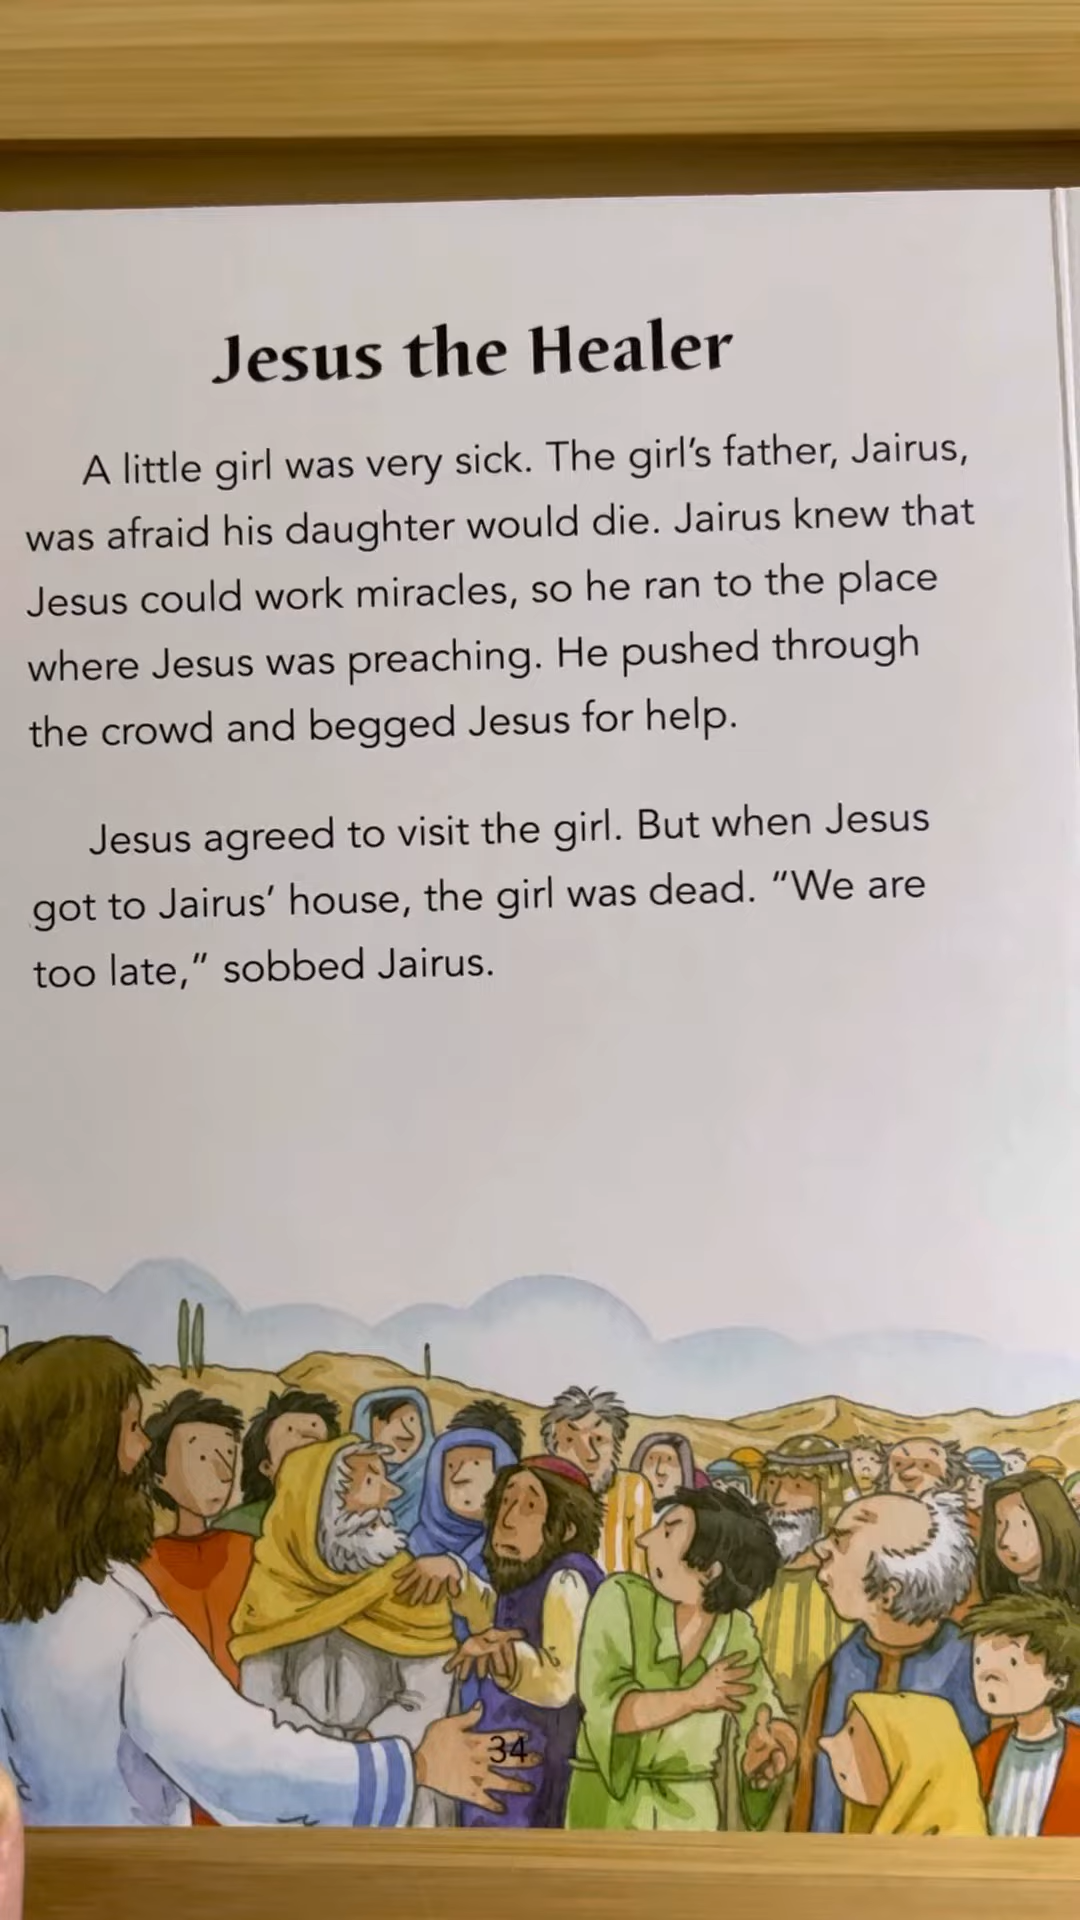 Jesus the Healer
A little girl was very sick. The girl's father, Jairus,
was afraid his daughter would die. Jairus knew that
Jesus could work miracles, so he ran to the place
where Jesus was preaching. He pushed through
the crowd and begged Jesus for help.
Jesus agreed to visit the girl. But when Jesus
got to Jairus' house, the girl was dead. "We are
too late," sobbed Jairus.
34